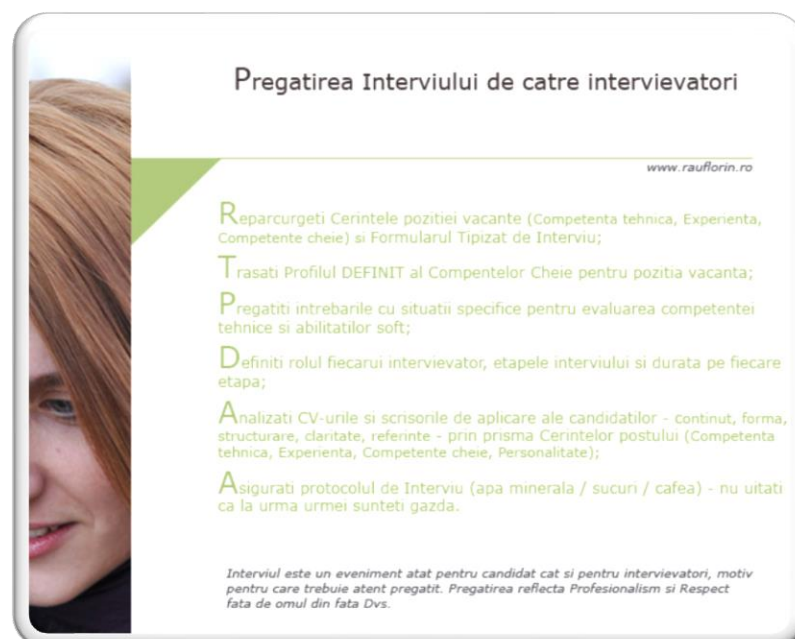 Pregatirea Interviului de catre intervievatori
www.rauflorin.ro
Reparcurgeti Cerintele pozitiei vacante (Competenta tehnica, Experienta,
Competente cheie) si Formularul Tipizat de Interviu;
Trasati Profilul DEFINIT al Compentelor Cheie pentru pozitia vacanta;
Pregatiti intrebarile cu situatii specifice pentru evaluarea competentei
tehnice si abilitatilor soft;
Definiti rolul fiecarui intervievator, etapele interviului si durata pe fiecare
etapa;
Analizati CV-urile si scrisorile de aplicare ale candidatilor - continut, forma,
structurare, claritate, referinte - prin prisma Cerintelor postului (Competenta
tehnica, Experienta, Competente cheie, Personalitate);
Asigurati protocolul de Interviu (apa minerala / sucuri / cafea) - nu uitati
ca la urma urmei sunteti gazda.
Interviul este un eveniment atat pentru candidat cat si pentru intervievatori, motiv
pentru care trebuie atent pregatit. Pregatirea reflecta Profesionalism si Respect
fata de omul din fata Dvs.